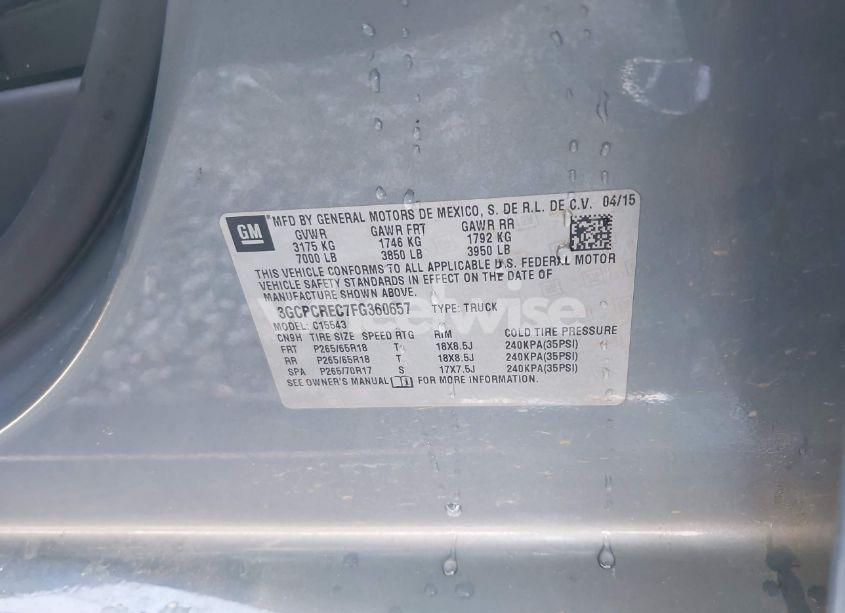 GM
® MFD BY GENERAL MOTORS DE MEXICO, S. DE R.L. DE C.V. 04/15
GVWR GAWR FRT GAWR RR
3175 KG 1746 KG 1792 KG
7000 LB 3850 LB 3950 LB
THIS VEHICLE CONFORMS TO ALL APPLICABLE U.S. FEDERAL MOTOR
VEHICLE SAFETY STANDARDS IN EFFECT ON THE DATE OF
MANUFACTURE SHOWN ABOVE.
3GCPCREC7FG360657 TYPE: TRUCK
MODEL: C15543
CN9H TIRE SIZE SPEED RTG RIM COLD TIRE PRESSURE
FRT P265/65R18 T 18X8.5J 240KPA(35PSI)
RR P265/65R18 T 18X8.5J 240KPA(35PSI)
SPA P265/70R17 S 17X7.5J 240KPA(35PSI)
SEE OWNER'S MANUAL FOR MORE INFORMATION.